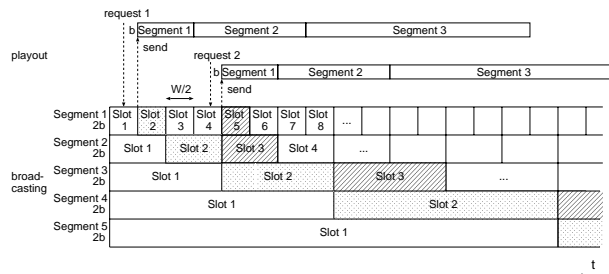 request 1
b Segment 1 Segment 2 Segment 3
send
request 2
playout
b Segment 1 Segment 2 Segment 3
send
W/2
Segment 1 2b Slot 1 Slot 2 Slot 3 Slot 4 Slot 5 Slot 6 Slot 7 Slot 8 ...
Segment 2 2b Slot 1 Slot 2 Slot 3 Slot 4 ...
broad-casting
Segment 3 2b Slot 1 Slot 2 Slot 3 ...
Segment 4 2b Slot 1 Slot 2
Segment 5 2b Slot 1
t